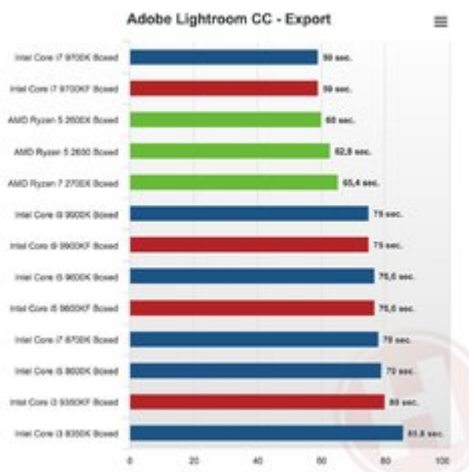 Adobe Lightroom CC - Export
Intel Core i7 9700K Boxed 59 sec.
Intel Core i7 9700KF Boxed 59 sec.
AMD Ryzen 5 2600X Boxed 60 sec.
AMD Ryzen 5 2600 Boxed 62,8 sec.
AMD Ryzen 7 2700X Boxed 65,4 sec.
Intel Core i9 9900K Boxed 75 sec.
Intel Core i9 9900KF Boxed 75 sec.
Intel Core i5 9600K Boxed 76,6 sec.
Intel Core i5 9600KF Boxed 76,6 sec.
Intel Core i7 8700K Boxed 78 sec.
Intel Core i5 8600K Boxed 79 sec.
Intel Core i3 9350KF Boxed 80 sec.
Intel Core i3 8350K Boxed 85,8 sec.
0 20 40 60 80 100